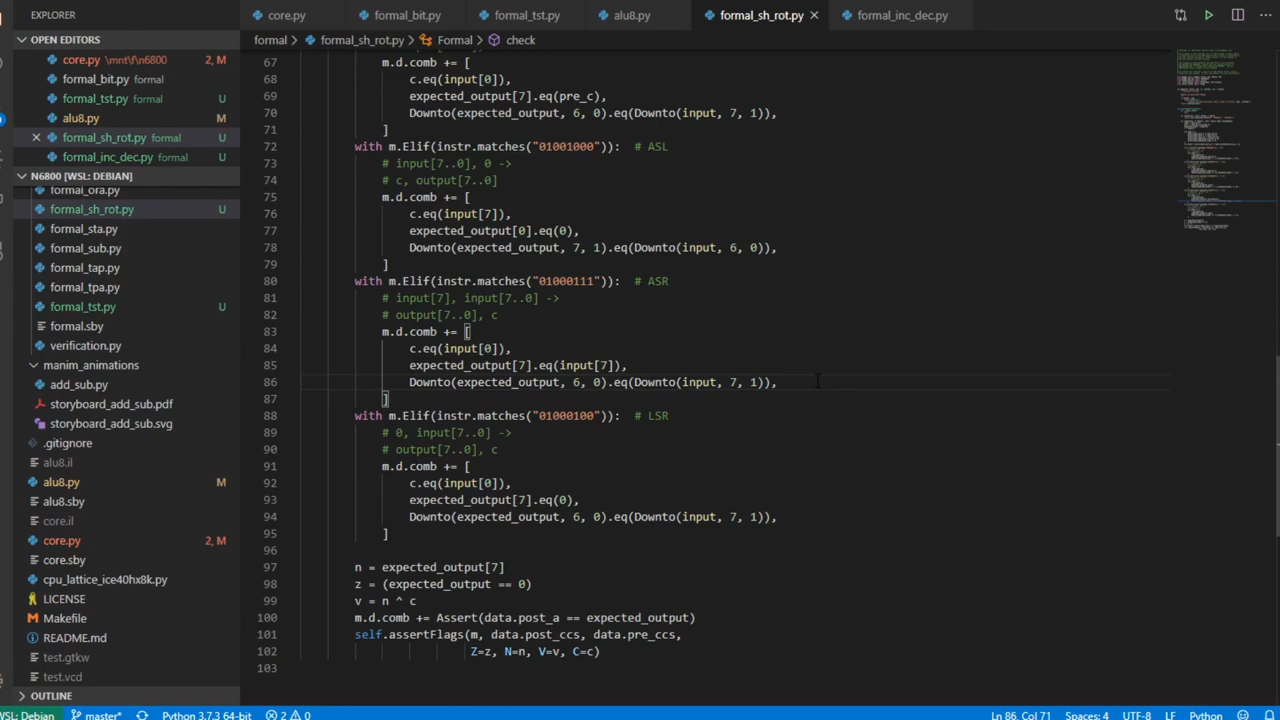 EXPLORER
core.py
formal_bit.py
formal_tst.py
alu8.py
formal_sh_rot.py
formal_inc_dec.py
formal > formal_sh_rot.py > Formal > check
OPEN EDITORS
core.py \mnt\f\n6800 2, M
formal_bit.py formal
formal_tst.py formal U
alu8.py M
formal_sh_rot.py formal U
formal_inc_dec.py formal U
N6800 [WSL: DEBIAN]
formal_ora.py
formal_sh_rot.py U
formal_sta.py
formal_sub.py
formal_tap.py
formal_tpa.py
formal_tst.py U
formal.sby
verification.py
manim_animations
add_sub.py
storyboard_add_sub.pdf
storyboard_add_sub.svg
.gitignore
alu8.il
alu8.py M
alu8.sby
core.il
core.py 2, M
core.sby
cpu_lattice_ice40hx8k.py
LICENSE
Makefile
README.md
test.gtkw
test.vcd
OUTLINE
67 m.d.comb += [
68 c.eq(input[0]),
69 expected_output[7].eq(pre_c),
70 Downto(expected_output, 6, 0).eq(Downto(input, 7, 1)),
71 ]
72 with m.Elif(instr.matches("01001000")):  # ASL
73 # input[7..0], 0 <-
74 # c, output[7..0]
75 m.d.comb += [
76 c.eq(input[7]),
77 expected_output[0].eq(0),
78 Downto(expected_output, 7, 1).eq(Downto(input, 6, 0)),
79 ]
80 with m.Elif(instr.matches("01000111")):  # ASR
81 # input[7], input[7..0] ->
82 # output[7..0], c
83 m.d.comb += [
84 c.eq(input[0]),
85 expected_output[7].eq(input[7]),
86 Downto(expected_output, 6, 0).eq(Downto(input, 7, 1)),
87 ]
88 with m.Elif(instr.matches("01000100")):  # LSR
89 # 0, input[7..0] ->
90 # output[7..0], c
91 m.d.comb += [
92 c.eq(input[0]),
93 expected_output[7].eq(0),
94 Downto(expected_output, 6, 0).eq(Downto(input, 7, 1)),
95 ]
96
97 n = expected_output[7]
98 z = (expected_output == 0)
99 v = n ^ c
100 m.d.comb += Assert(data.post_a == expected_output)
101 self.assertFlags(m, data.post_ccs, data.pre_ccs,
102 Z=z, N=n, V=v, C=c)
103
WSL: Debian master* Python 3.7.3 64-bit 2 0 Ln 86, Col 71 Spaces: 4 UTF-8 LF Python